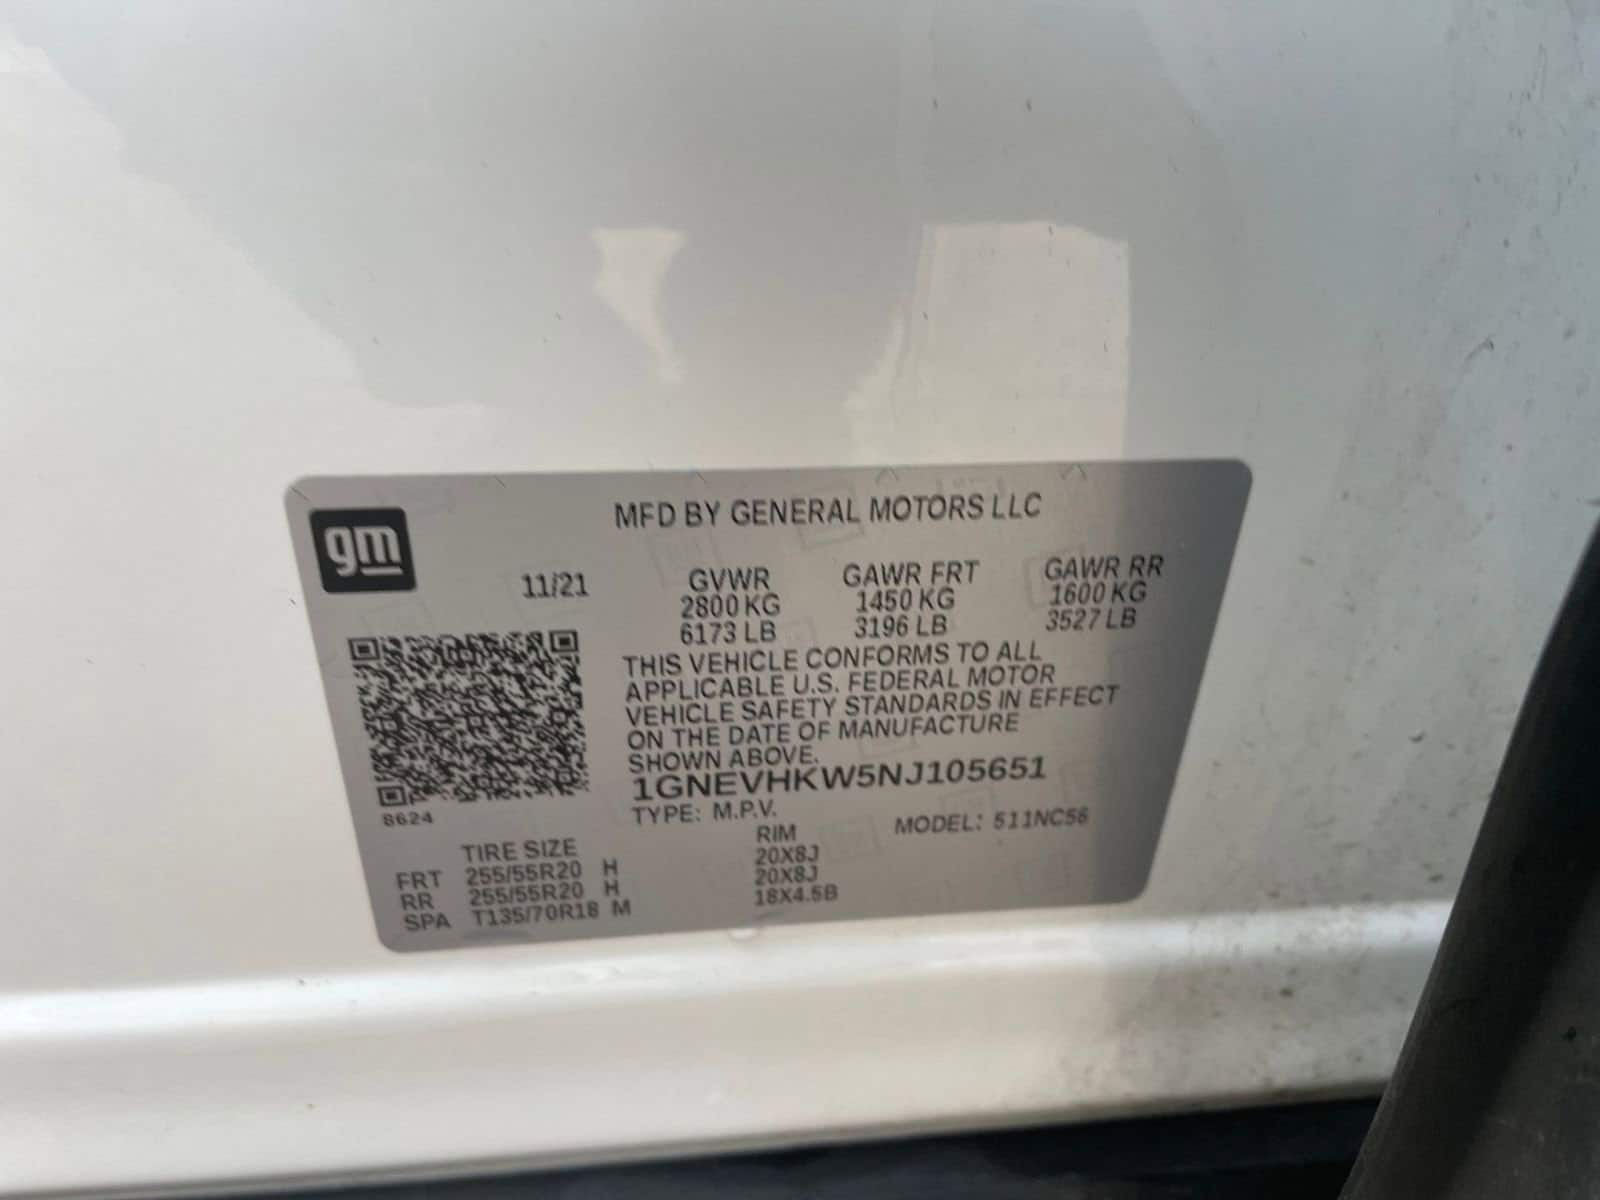 gm
MFD BY GENERAL MOTORS LLC
11/21 GVWR GAWR FRT GAWR RR
2800 KG 1450 KG 1600 KG
6173 LB 3196 LB 3527 LB
THIS VEHICLE CONFORMS TO ALL
APPLICABLE U.S. FEDERAL MOTOR
VEHICLE SAFETY STANDARDS IN EFFECT
ON THE DATE OF MANUFACTURE
SHOWN ABOVE.
1GNEVHKW5NJ105651
8624
TYPE: M.P.V. MODEL: 511NC56
TIRE SIZE RIM
FRT 255/55R20 H 20X8J
RR 255/55R20 H 20X8J
SPA T135/70R18 M 18X4.5B